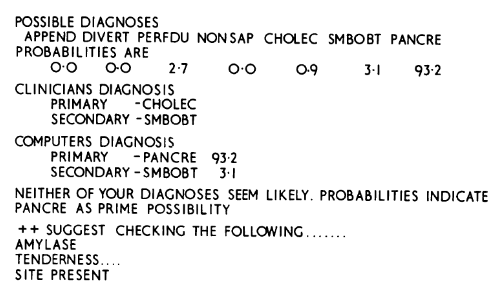 POSSIBLE DIAGNOSES
APPEND DIVERT PERFDU NONSAP CHOLEC SMBOBT PANCRE
PROBABILITIES ARE
0·0 0·0 2·7 0·0 0·9 3·1 93·2
CLINICIANS DIAGNOSIS
PRIMARY -CHOLEC
SECONDARY -SMBOBT
COMPUTERS DIAGNOSIS
PRIMARY -PANCRE 93·2
SECONDARY -SMBOBT 3·1
NEITHER OF YOUR DIAGNOSES SEEM LIKELY. PROBABILITIES INDICATE
PANCRE AS PRIME POSSIBILITY
++ SUGGEST CHECKING THE FOLLOWING.......
AMYLASE
TENDERNESS....
SITE PRESENT